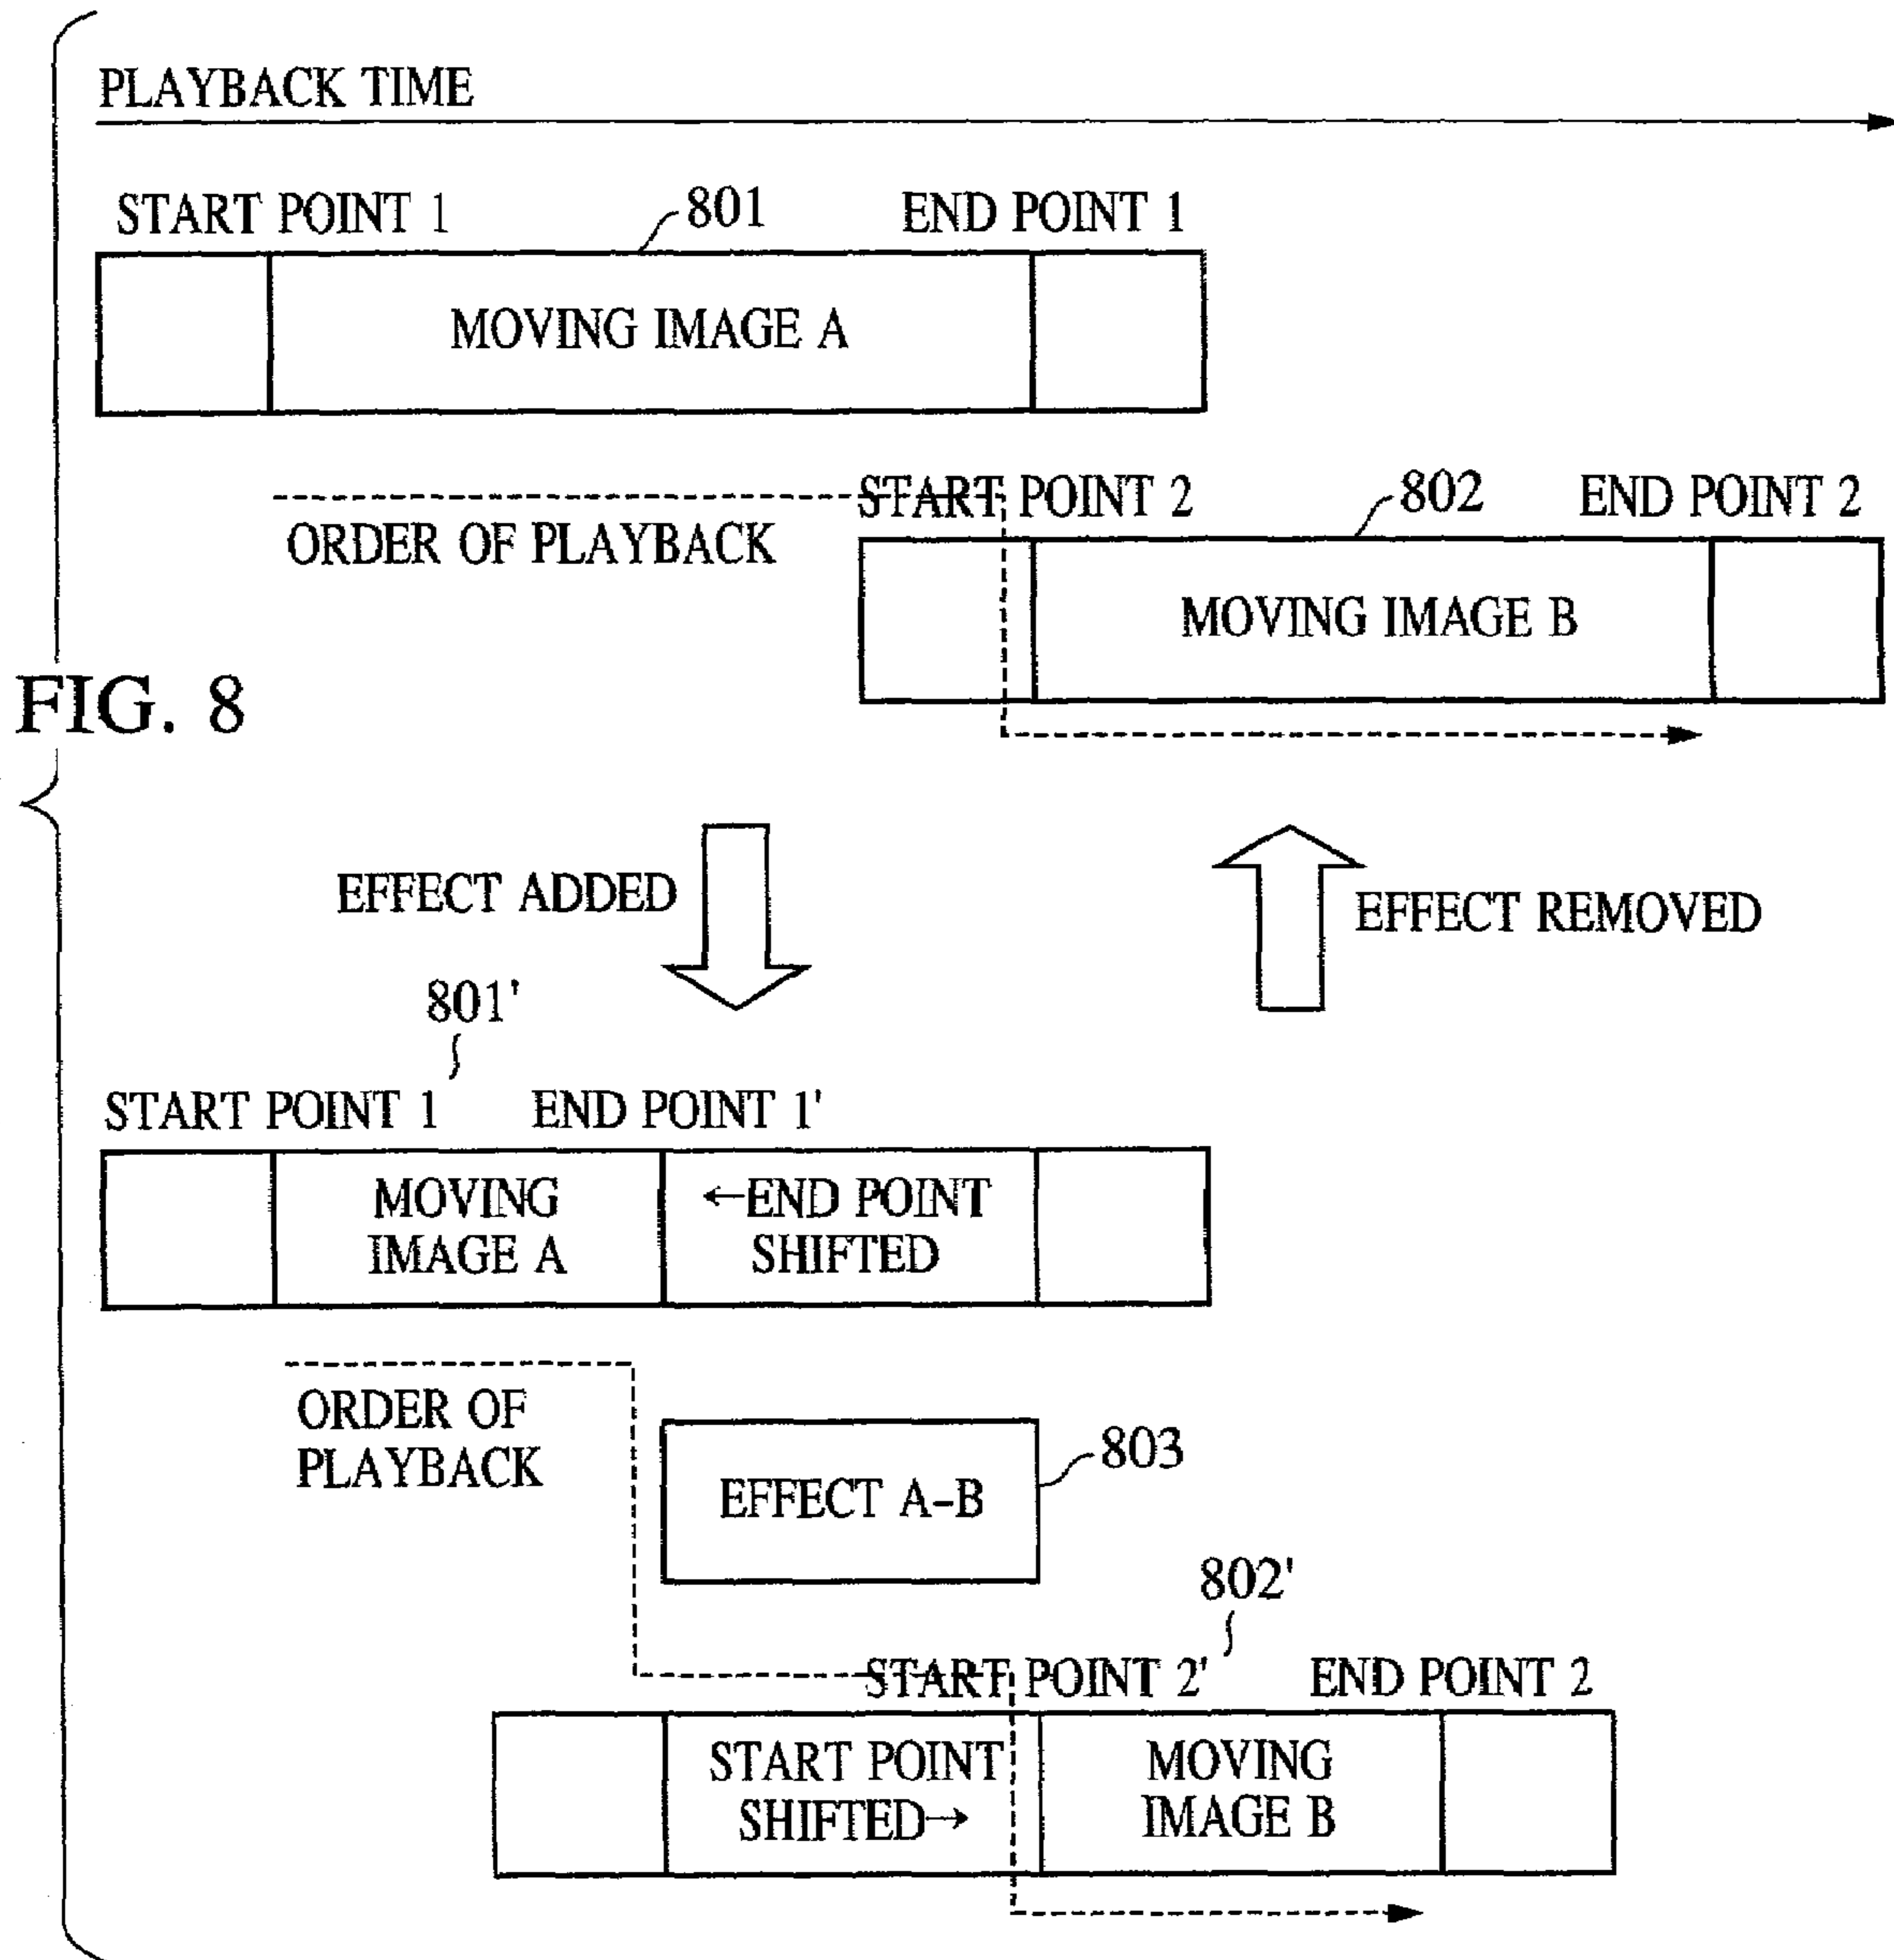 PLAYBACK TIME
START POINT 1
801
END POINT 1
MOVING IMAGE A
START POINT 2
802
END POINT 2
ORDER OF PLAYBACK
MOVING IMAGE B
FIG. 8
EFFECT ADDED
EFFECT REMOVED
801'
START POINT 1
END POINT 1'
MOVING
IMAGE A
←END POINT
SHIFTED
ORDER OF
PLAYBACK
803
EFFECT A-B
802'
START POINT 2'
END POINT 2
START POINT
SHIFTED→
MOVING
IMAGE B